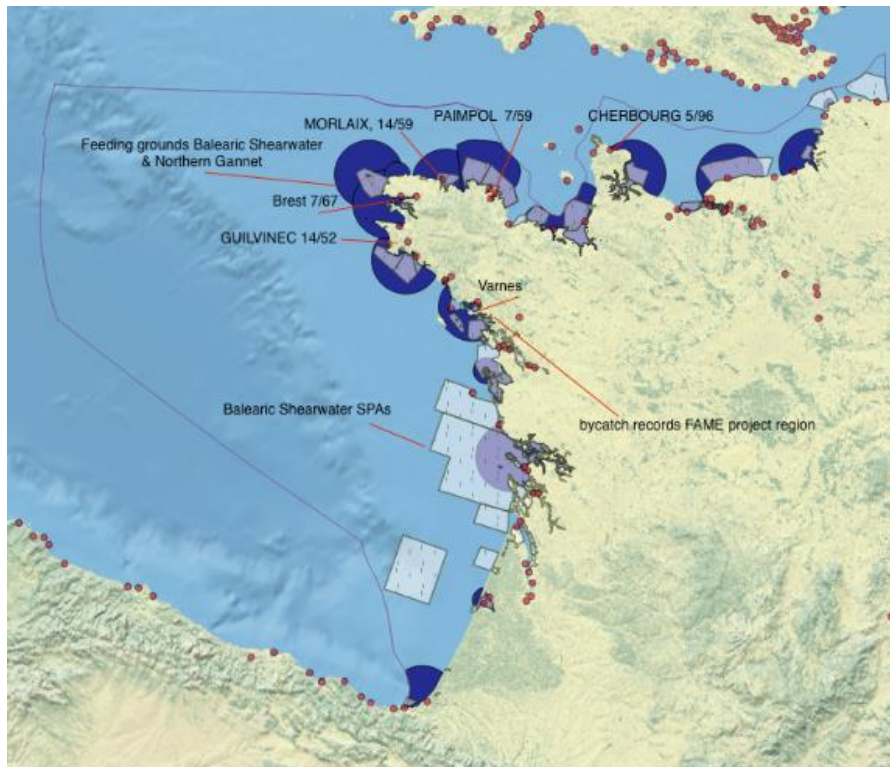 PAIMPOL 7/59
CHERBOURG 5/96
MORLAIX, 14/59
Feeding grounds Balearic Shearwater
& Northern Gannet
Brest 7/67
GUILVINEC 14/52
Varnes
Balearic Shearwater SPAs
bycatch records FAME project region